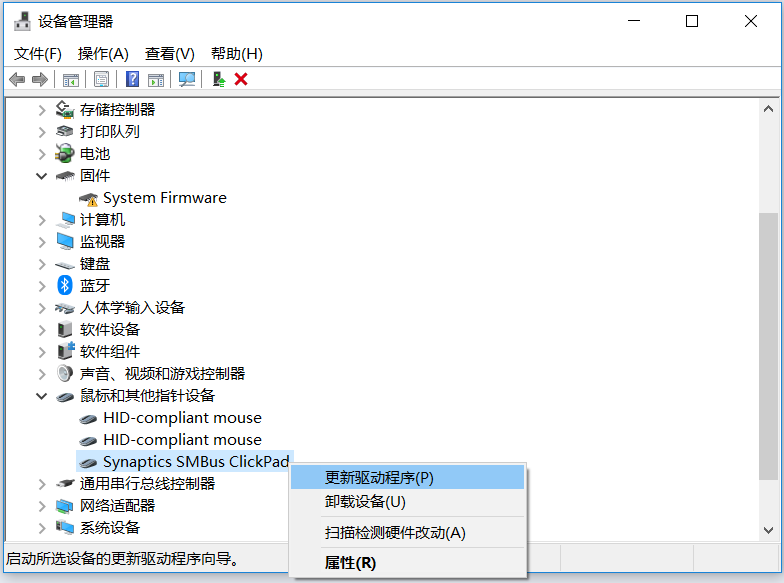 设备管理器
文件(F) 操作(A) 查看(V) 帮助(H)
存储控制器
打印队列
电池
固件
System Firmware
计算机
监视器
键盘
蓝牙
人体学输入设备
软件设备
软件组件
声音、视频和游戏控制器
鼠标和其他指针设备
HID-compliant mouse
HID-compliant mouse
Synaptics SMBus ClickPad
更新驱动程序(P)
通用串行总线控制器
卸载设备(U)
网络适配器
扫描检测硬件改动(A)
系统设备
属性(R)
启动所选设备的更新驱动程序向导。